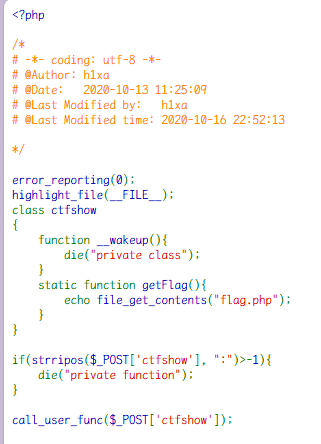 <?php
/*
# -*- coding: utf-8 -*-
# @Author: h1xa
# @Date:   2020-10-13 11:25:09
# @Last Modified by:   h1xa
# @Last Modified time: 2020-10-16 22:52:13
*/
error_reporting(0);
highlight_file(__FILE__);
class ctfshow
{
    function __wakeup(){
        die("private class");
    }
    static function getFlag(){
        echo file_get_contents("flag.php");
    }
}
if(strripos($_POST['ctfshow'], ":")>-1){
    die("private function");
}
call_user_func($_POST['ctfshow']);